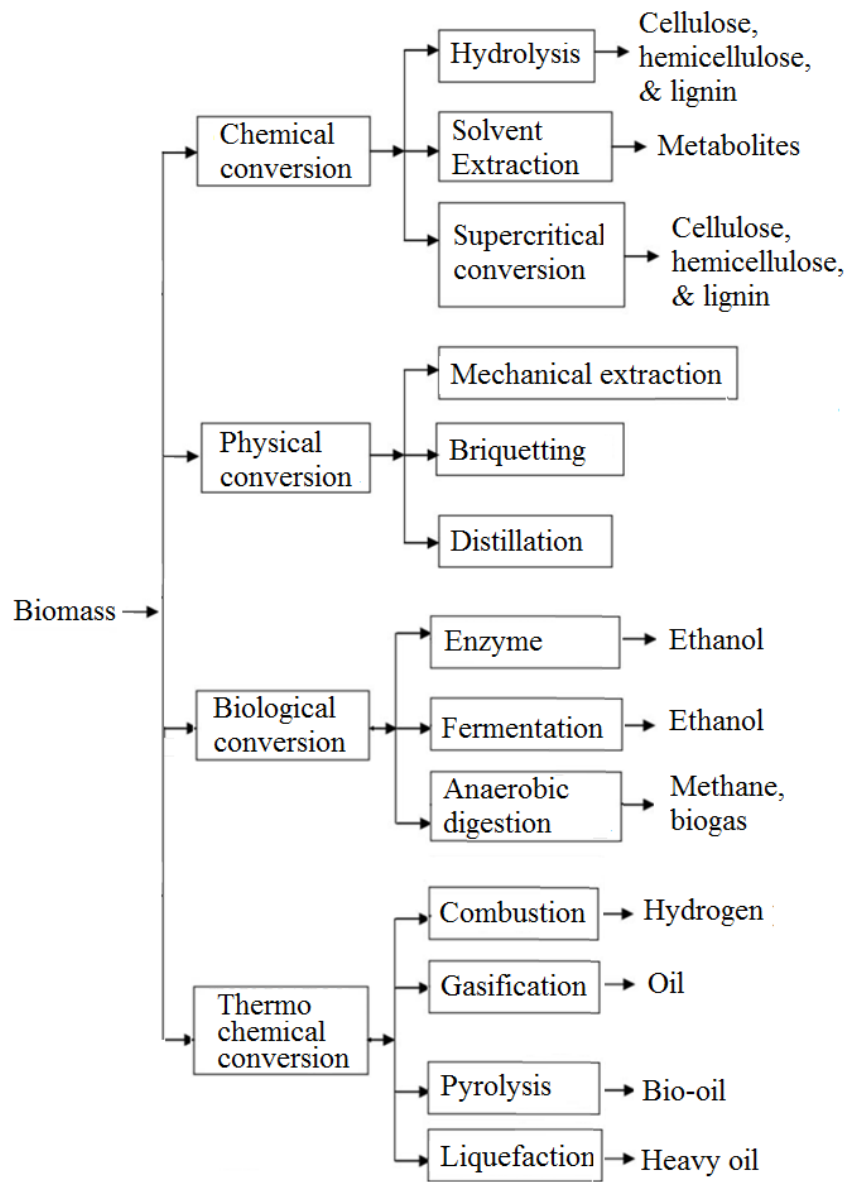 Biomass
Chemical
conversion
Hydrolysis
Cellulose,
hemicellulose,
& lignin
Solvent
Extraction
Metabolites
Supercritical
conversion
Cellulose,
hemicellulose,
& lignin
Physical
conversion
Mechanical extraction
Briquetting
Distillation
Biological
conversion
Enzyme
Ethanol
Fermentation
Ethanol
Anaerobic
digestion
Methane,
biogas
Thermo
chemical
conversion
Combustion
Hydrogen
Gasification
Oil
Pyrolysis
Bio-oil
Liquefaction
Heavy oil